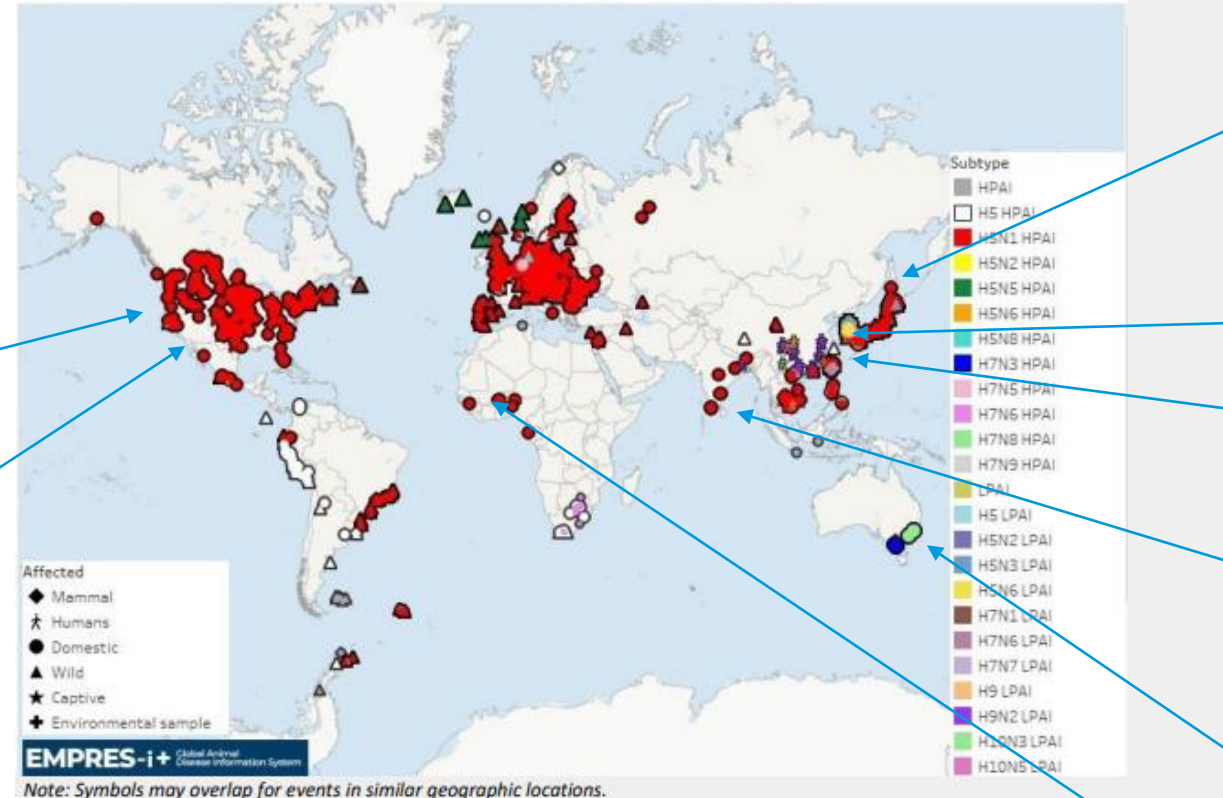 Subtype
HPAI
H5 HPAI
H5N1 HPAI
H5N2 HPAI
H5N5 HPAI
H5N6 HPAI
H5N8 HPAI
H7N3 HPAI
H7N5 HPAI
H7N6 HPAI
H7N8 HPAI
H7N9 HPAI
LPAI
H5 LPAI
H5N2 LPAI
H5N3 LPAI
H5N6 LPAI
H7N1 LPAI
H7N6 LPAI
H7N7 LPAI
H9 LPAI
H9N2 LPAI
H10N3 LPAI
H10N5 LPAI
Affected
Mammal
Humans
Domestic
Wild
Captive
Environmental sample
EMPRES-i+ Global Animal
Disease Information System
Note: Symbols may overlap for events in similar geographic locations.